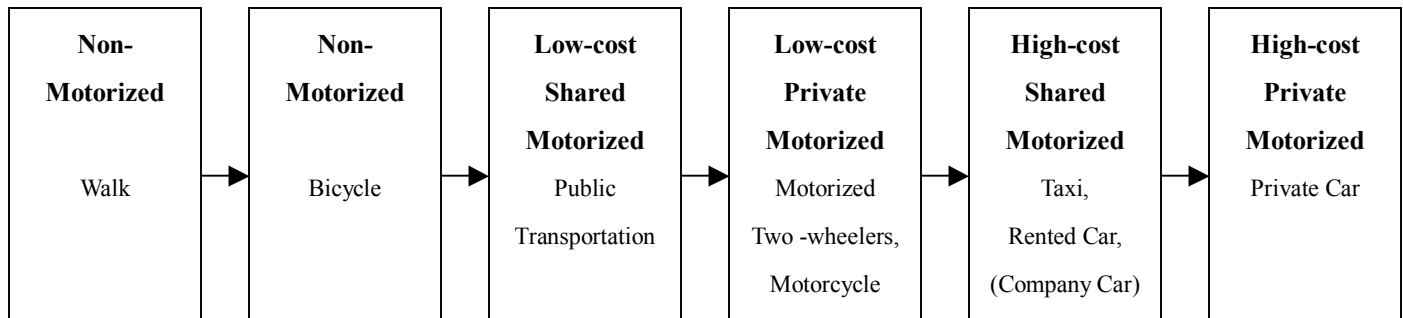 Non-
Motorized
Walk
Non-
Motorized
Bicycle
Low-cost
Shared
Motorized
Public
Transportation
Low-cost
Private
Motorized
Motorized
Two -wheelers,
Motorcycle
High-cost
Shared
Motorized
Taxi,
Rented Car,
(Company Car)
High-cost
Private
Motorized
Private Car